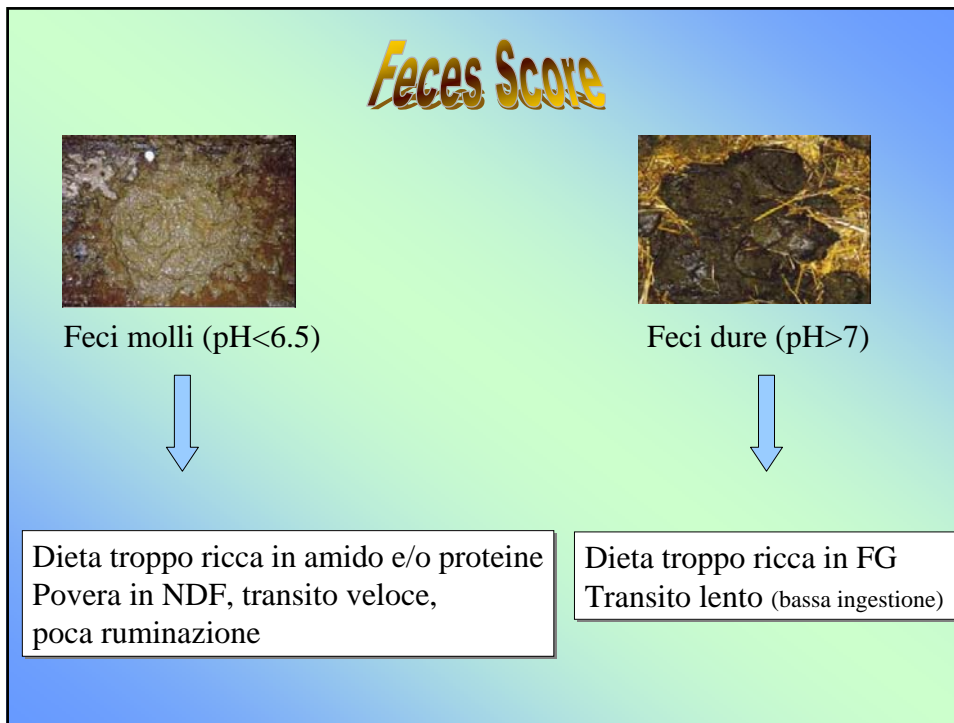 Feces Score
Feci molli (pH<6.5)
Feci dure (pH>7)
Dieta troppo ricca in amido e/o proteine
Povera in NDF, transito veloce,
poca ruminazione
Dieta troppo ricca in FG
Transito lento (bassa ingestione)